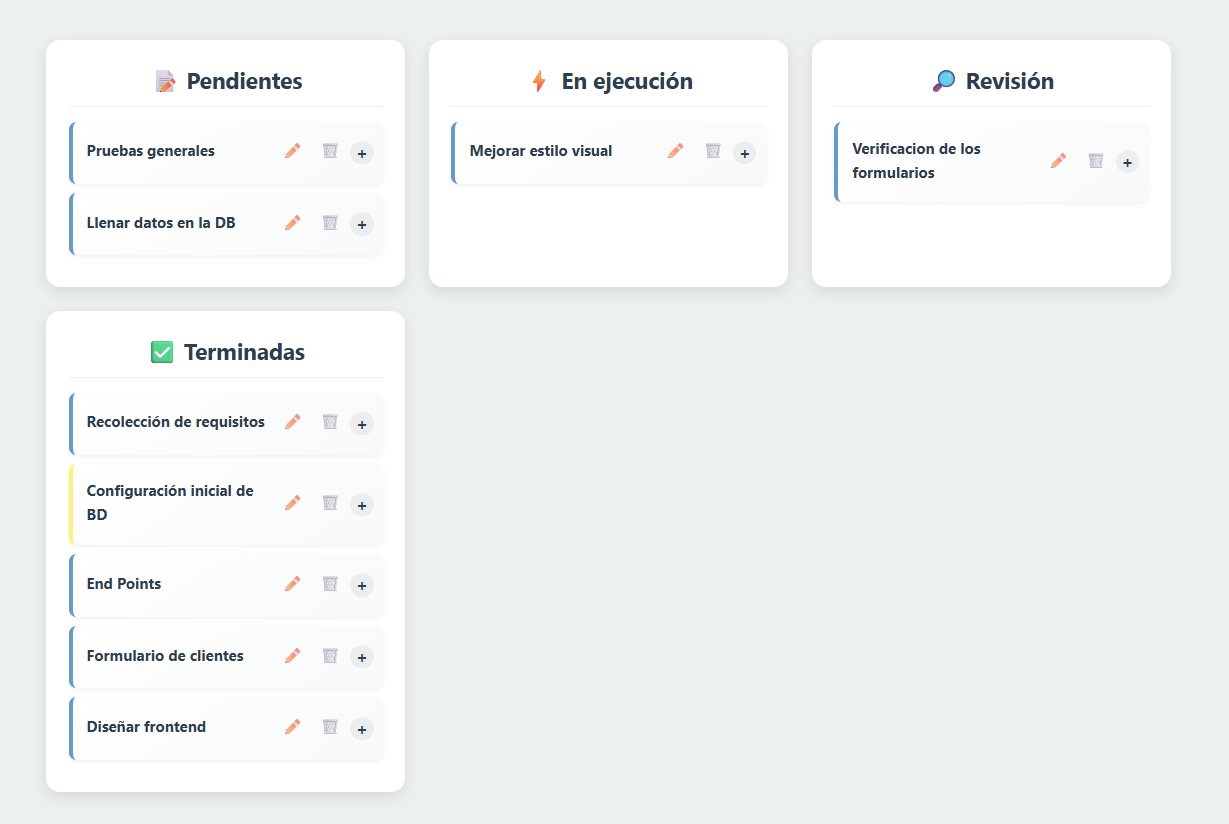 📝 Pendientes
Pruebas generales
+
Llenar datos en la DB
+
⚡ En ejecución
Mejorar estilo visual
+
🔎 Revisión
Verificacion de los
formularios
+
✅ Terminadas
Recolección de requisitos
+
Configuración inicial de
BD
+
End Points
+
Formulario de clientes
+
Diseñar frontend
+